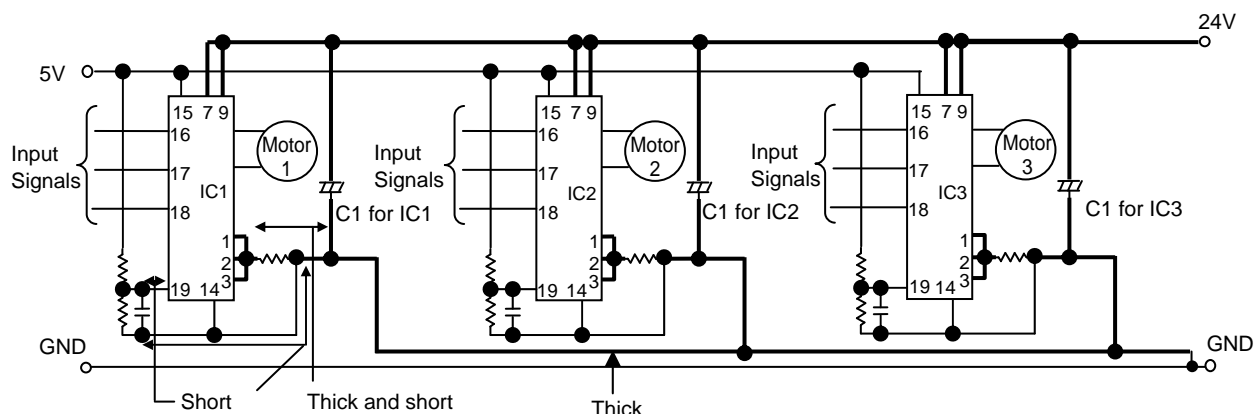 24V
5V
15 7 9
16
17
18
IC1
1
2
3
19 14
Motor
1
Input
Signals
C1 for IC1
15 7 9
16
17
18
IC2
1
2
3
19 14
Motor
2
Input
Signals
C1 for IC2
15 7 9
16
17
18
IC3
1
2
3
19 14
Motor
3
Input
Signals
C1 for IC3
GND
GND
Short
Thick and short
Thick